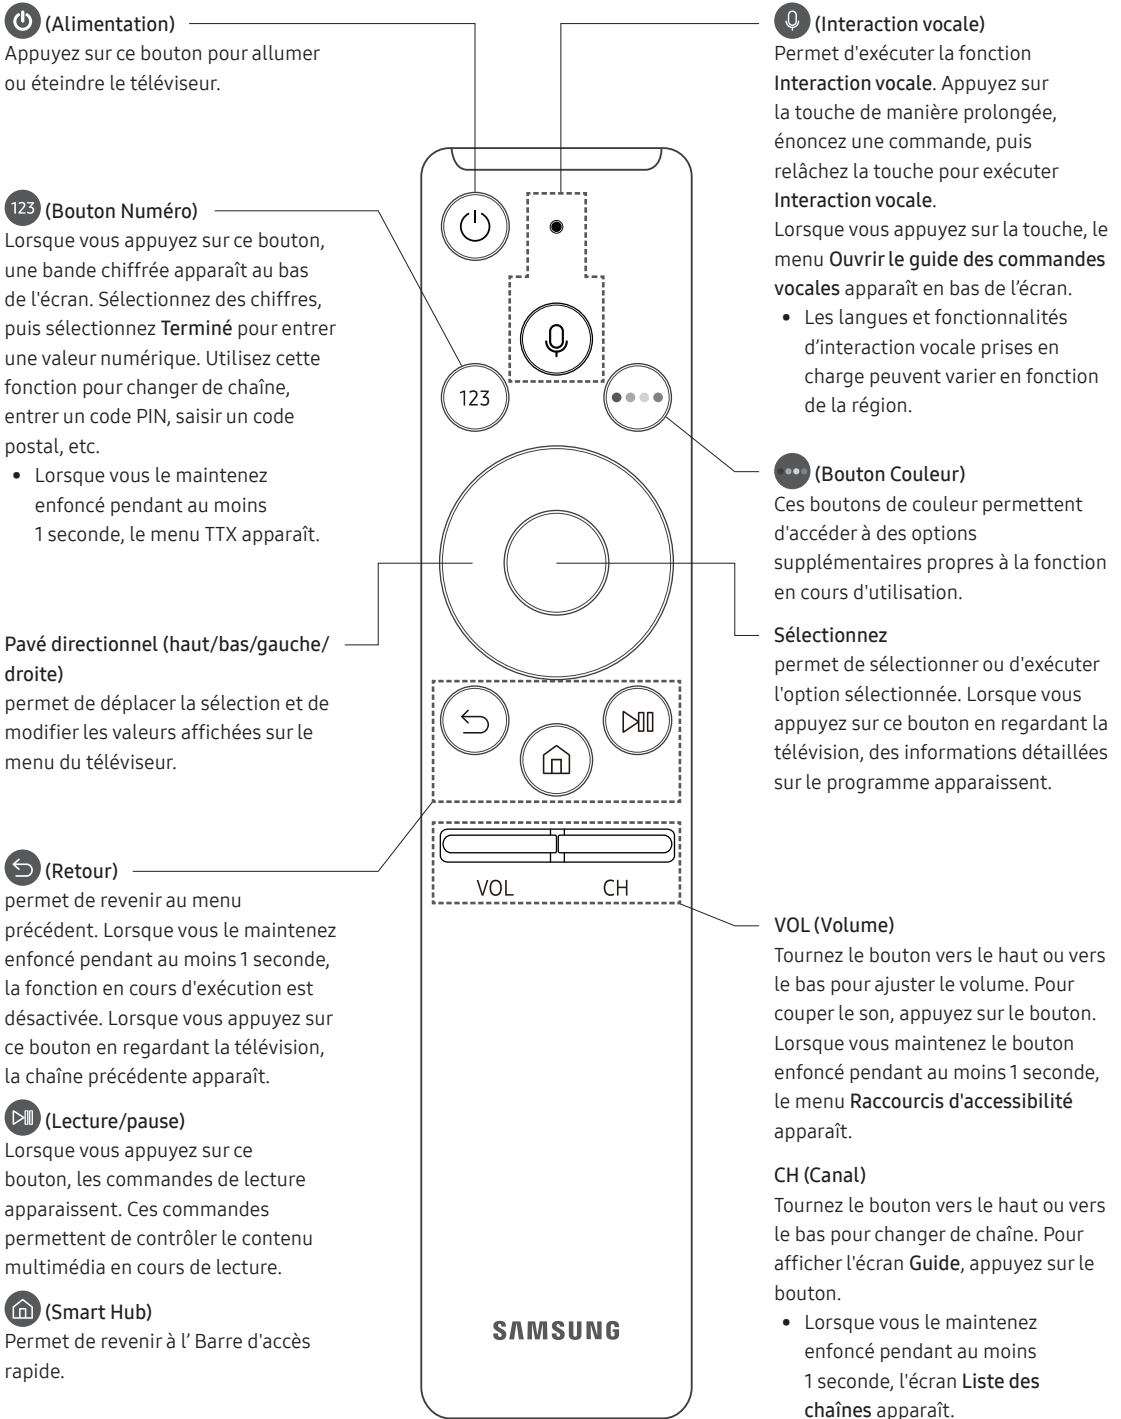 (Alimentation)
Appuyez sur ce bouton pour allumer
ou éteindre le téléviseur.
123 (Bouton Numéro)
Lorsque vous appuyez sur ce bouton,
une bande chiffrée apparaît au bas
de l'écran. Sélectionnez des chiffres,
puis sélectionnez Terminé pour entrer
une valeur numérique. Utilisez cette
fonction pour changer de chaîne,
entrer un code PIN, saisir un code
postal, etc.
• Lorsque vous le maintenez
enfoncé pendant au moins
1 seconde, le menu TTX apparaît.
Pavé directionnel (haut/bas/gauche/
droite)
permet de déplacer la sélection et de
modifier les valeurs affichées sur le
menu du téléviseur.
(Retour)
permet de revenir au menu
précédent. Lorsque vous le maintenez
enfoncé pendant au moins 1 seconde,
la fonction en cours d'exécution est
désactivée. Lorsque vous appuyez sur
ce bouton en regardant la télévision,
la chaîne précédente apparaît.
(Lecture/pause)
Lorsque vous appuyez sur ce
bouton, les commandes de lecture
apparaissent. Ces commandes
permettent de contrôler le contenu
multimédia en cours de lecture.
(Smart Hub)
Permet de revenir à l’ Barre d'accès
rapide.
123
VOL CH
SAMSUNG
(Interaction vocale)
Permet d'exécuter la fonction
Interaction vocale. Appuyez sur
la touche de manière prolongée,
énoncez une commande, puis
relâchez la touche pour exécuter
Interaction vocale.
Lorsque vous appuyez sur la touche, le
menu Ouvrir le guide des commandes
vocales apparaît en bas de l’écran.
• Les langues et fonctionnalités
d’interaction vocale prises en
charge peuvent varier en fonction
de la région.
(Bouton Couleur)
Ces boutons de couleur permettent
d'accéder à des options
supplémentaires propres à la fonction
en cours d'utilisation.
Sélectionnez
permet de sélectionner ou d'exécuter
l'option sélectionnée. Lorsque vous
appuyez sur ce bouton en regardant la
télévision, des informations détaillées
sur le programme apparaissent.
VOL (Volume)
Tournez le bouton vers le haut ou vers
le bas pour ajuster le volume. Pour
couper le son, appuyez sur le bouton.
Lorsque vous maintenez le bouton
enfoncé pendant au moins 1 seconde,
le menu Raccourcis d'accessibilité
apparaît.
CH (Canal)
Tournez le bouton vers le haut ou vers
le bas pour changer de chaîne. Pour
afficher l'écran Guide, appuyez sur le
bouton.
• Lorsque vous le maintenez
enfoncé pendant au moins
1 seconde, l'écran Liste des
chaînes apparaît.